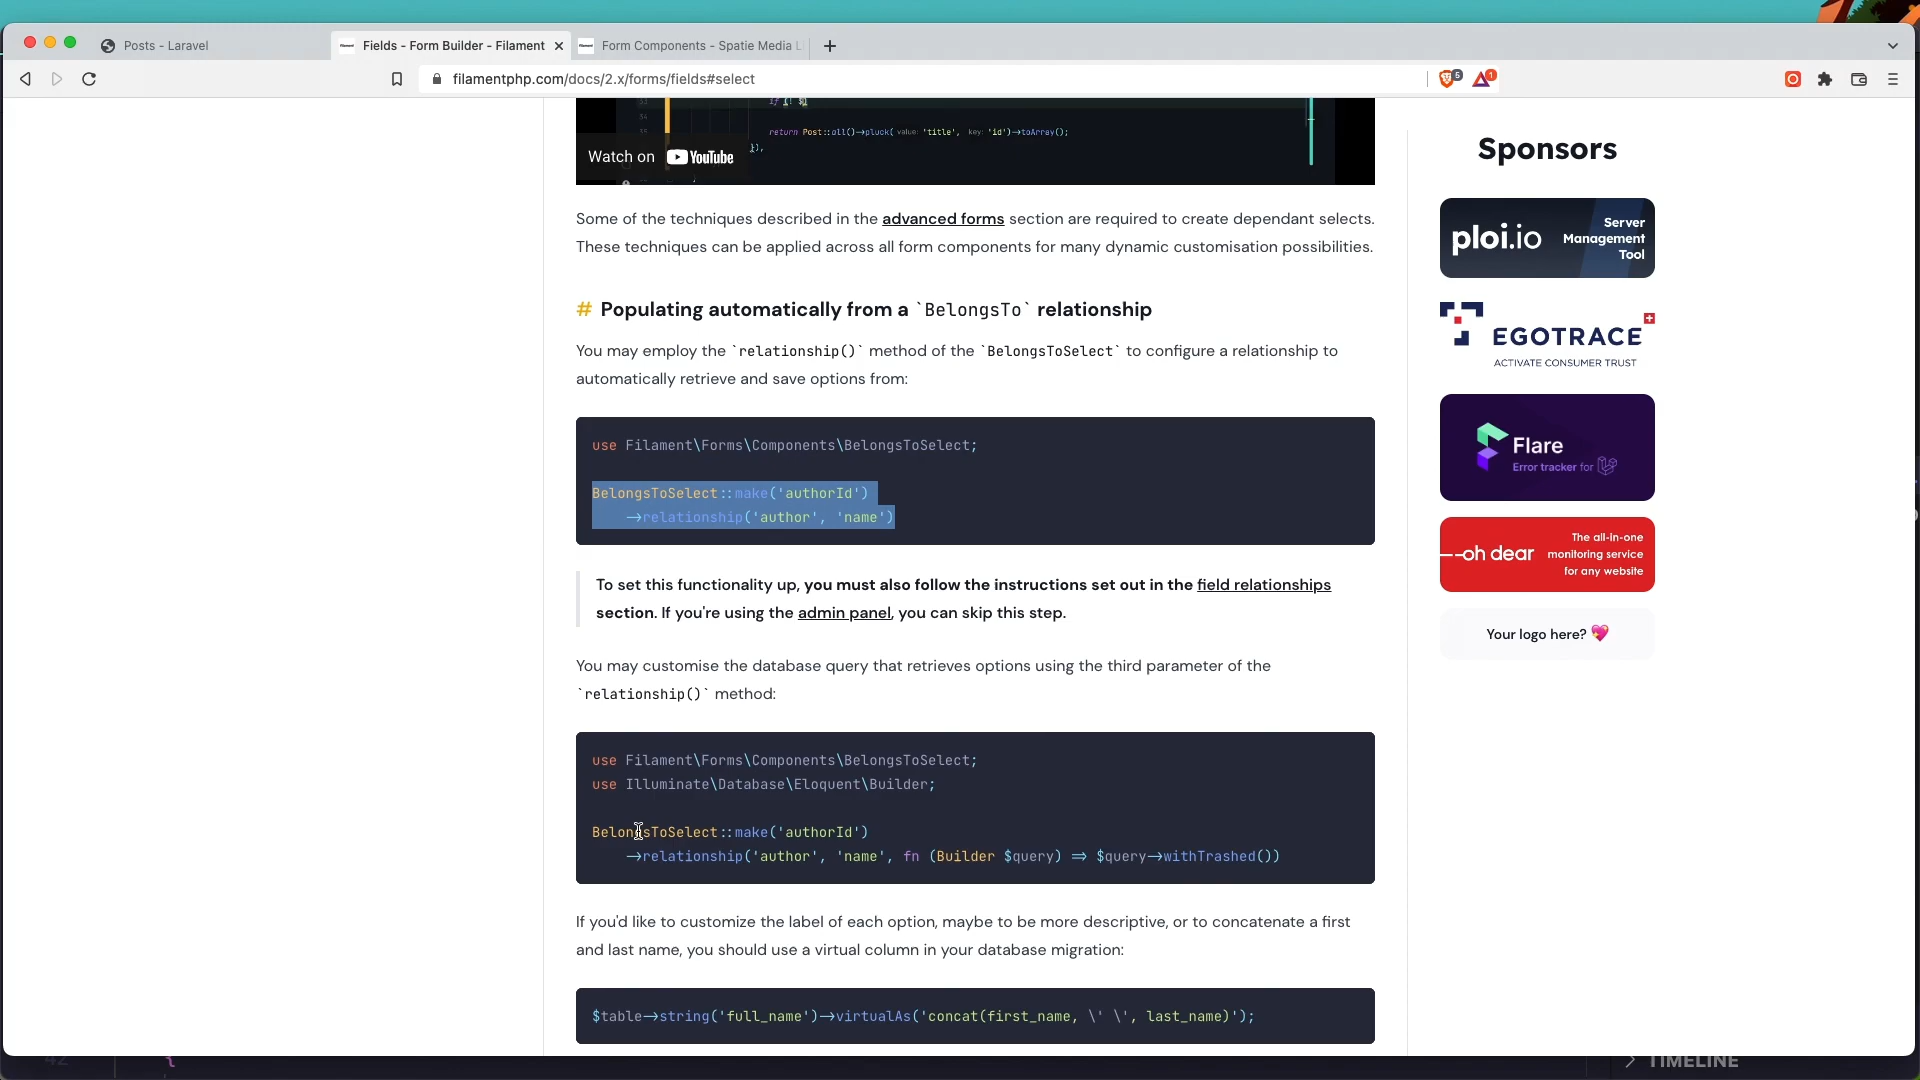 Posts - Laravel
Fields - Form Builder - Filament
Form Components - Spatie Media L
filamentphp.com/docs/2.x/forms/fields#select
5
1
33
if (! $
34
35
return Post::all()→pluck( value: 'title', key: 'id')→toArray();
}),
Watch on YouTube
Some of the techniques described in the advanced forms section are required to create dependant selects.
These techniques can be applied across all form components for many dynamic customisation possibilities.
# Populating automatically from a `BelongsTo` relationship
You may employ the `relationship()` method of the `BelongsToSelect` to configure a relationship to
automatically retrieve and save options from:
use Filament\Forms\Components\BelongsToSelect;
BelongsToSelect::make('authorId')
→relationship('author', 'name')
To set this functionality up, you must also follow the instructions set out in the field relationships
section. If you're using the admin panel, you can skip this step.
You may customise the database query that retrieves options using the third parameter of the
`relationship()` method:
use Filament\Forms\Components\BelongsToSelect;
use Illuminate\Database\Eloquent\Builder;
BelongsToSelect::make('authorId')
→relationship('author', 'name', fn (Builder $query) ⇒ $query→withTrashed())
If you'd like to customize the label of each option, maybe to be more descriptive, or to concatenate a first
and last name, you should use a virtual column in your database migration:
$table→string('full_name')→virtualAs('concat(first_name, \' \', last_name)');
Sponsors
ploi.io
Server
Management
Tool
EGOTRACE
ACTIVATE CONSUMER TRUST
Flare
Error tracker for
oh dear
The all-in-one
monitoring service
for any website
Your logo here? 💖
42
{
TIMELINE